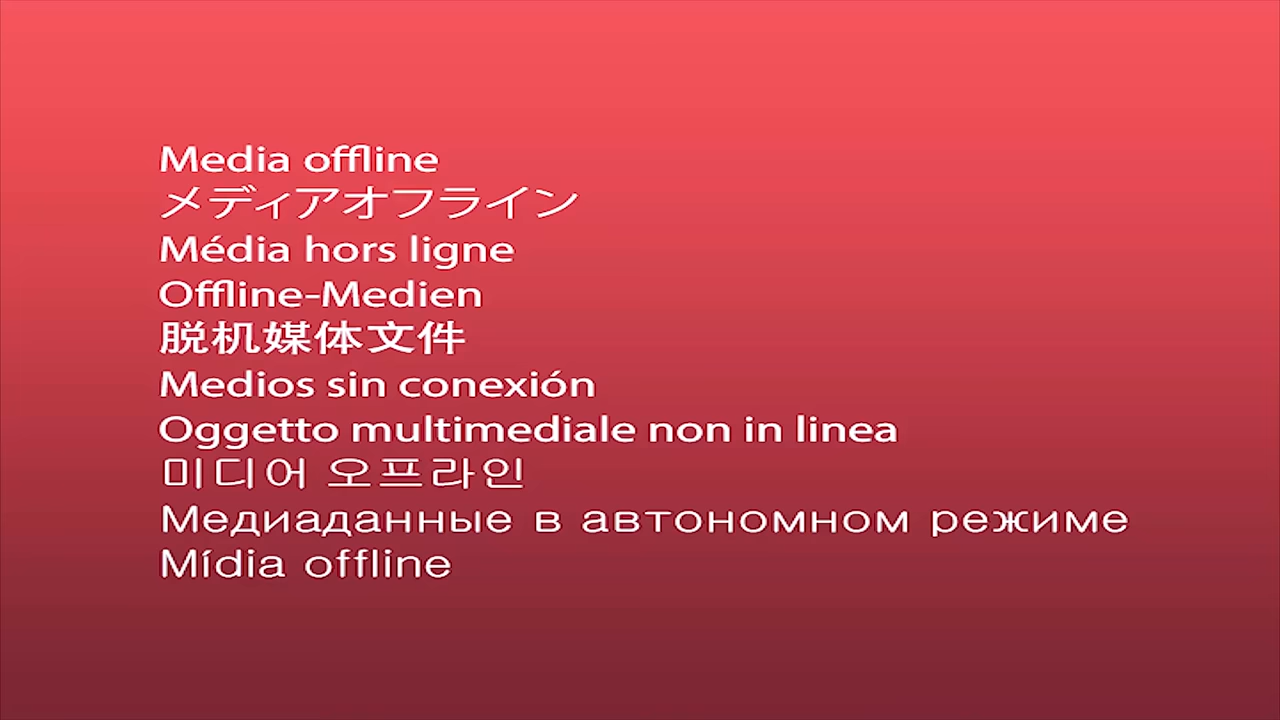 Media offline
メディアオフライン
Média hors ligne
Offline-Medien
脱机媒体文件
Medios sin conexión
Oggetto multimediale non in linea
미디어 오프라인
Медиаданные в автономном режиме
Mídia offline